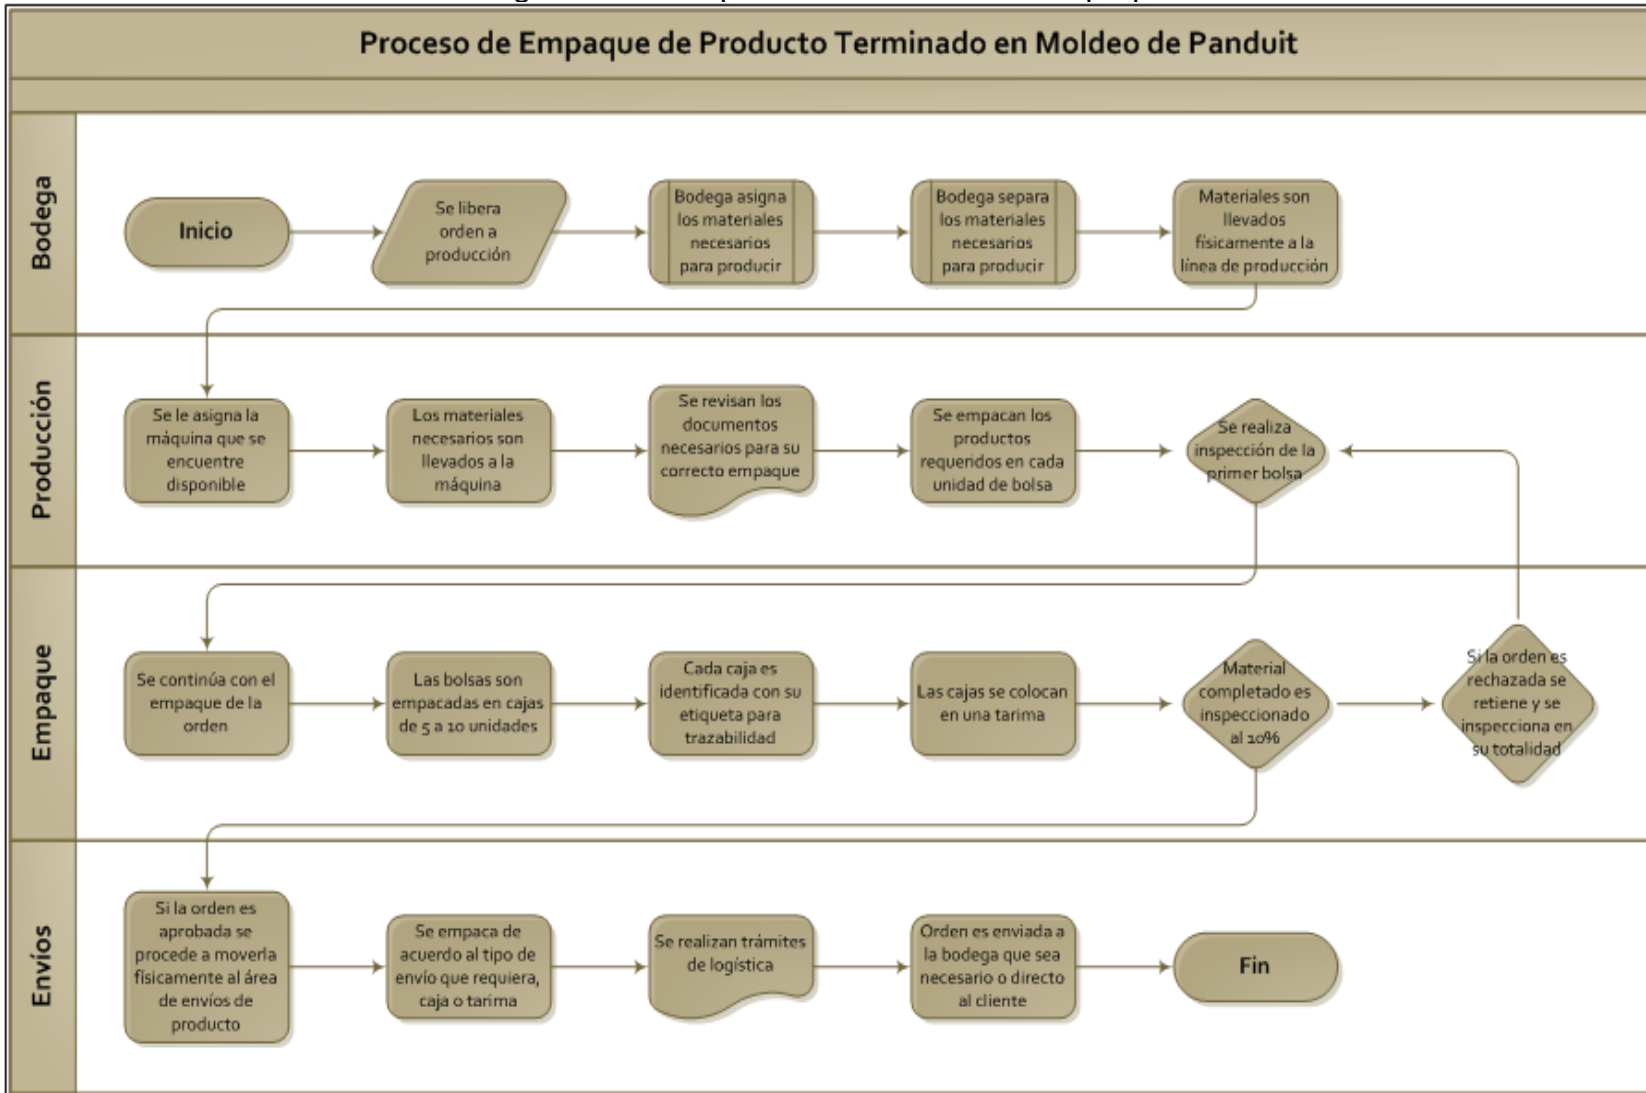 Proceso de Empaque de Producto Terminado en Moldeo de Panduit
Bodega
Inicio
Se libera
orden a
producción
Bodega asigna
los materiales
necesarios
para producir
Bodega separa
los materiales
necesarios
para producir
Materiales son
llevados
físicamente a la
línea de producción
Producción
Se le asigna la
máquina que se
encuentre
disponible
Los materiales
necesarios son
llevados a la
máquina
Se revisan los
documentos
necesarios para su
correcto empaque
Se empacan los
productos
requeridos en cada
unidad de bolsa
Se realiza
inspección de la
primer bolsa
Empaque
Se continúa con el
empaque de la
orden
Las bolsas son
empacadas en cajas
de 5 a 10 unidades
Cada caja es
identificada con su
etiqueta para
trazabilidad
Las cajas se colocan
en una tarima
Material
completado es
inspeccionado
al 10%
Si la orden es
rechazada se
retiene y se
inspecciona en
su totalidad
Envíos
Si la orden es
aprobada se
procede a moverla
físicamente al área
de envíos de
producto
Se empaca de
acuerdo al tipo de
envío que requiera,
caja o tarima
Se realizan trámites
de logística
Orden es enviada a
la bodega que sea
necesario o directo
al cliente
Fin